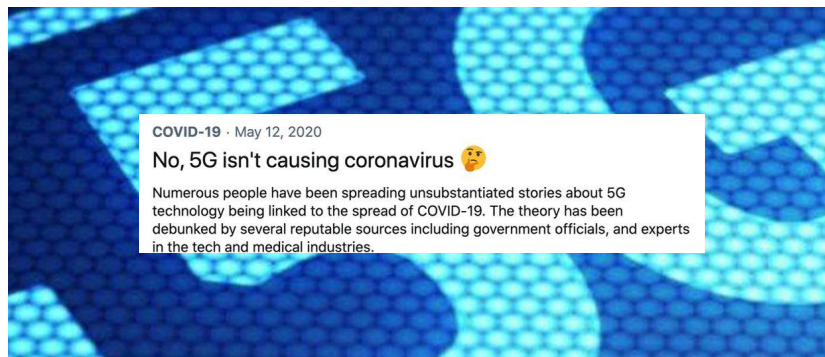 COVID-19 · May 12, 2020
No, 5G isn't causing coronavirus 🤔
Numerous people have been spreading unsubstantiated stories about 5G
technology being linked to the spread of COVID-19. The theory has been
debunked by several reputable sources including government officials, and experts
in the tech and medical industries.
5G